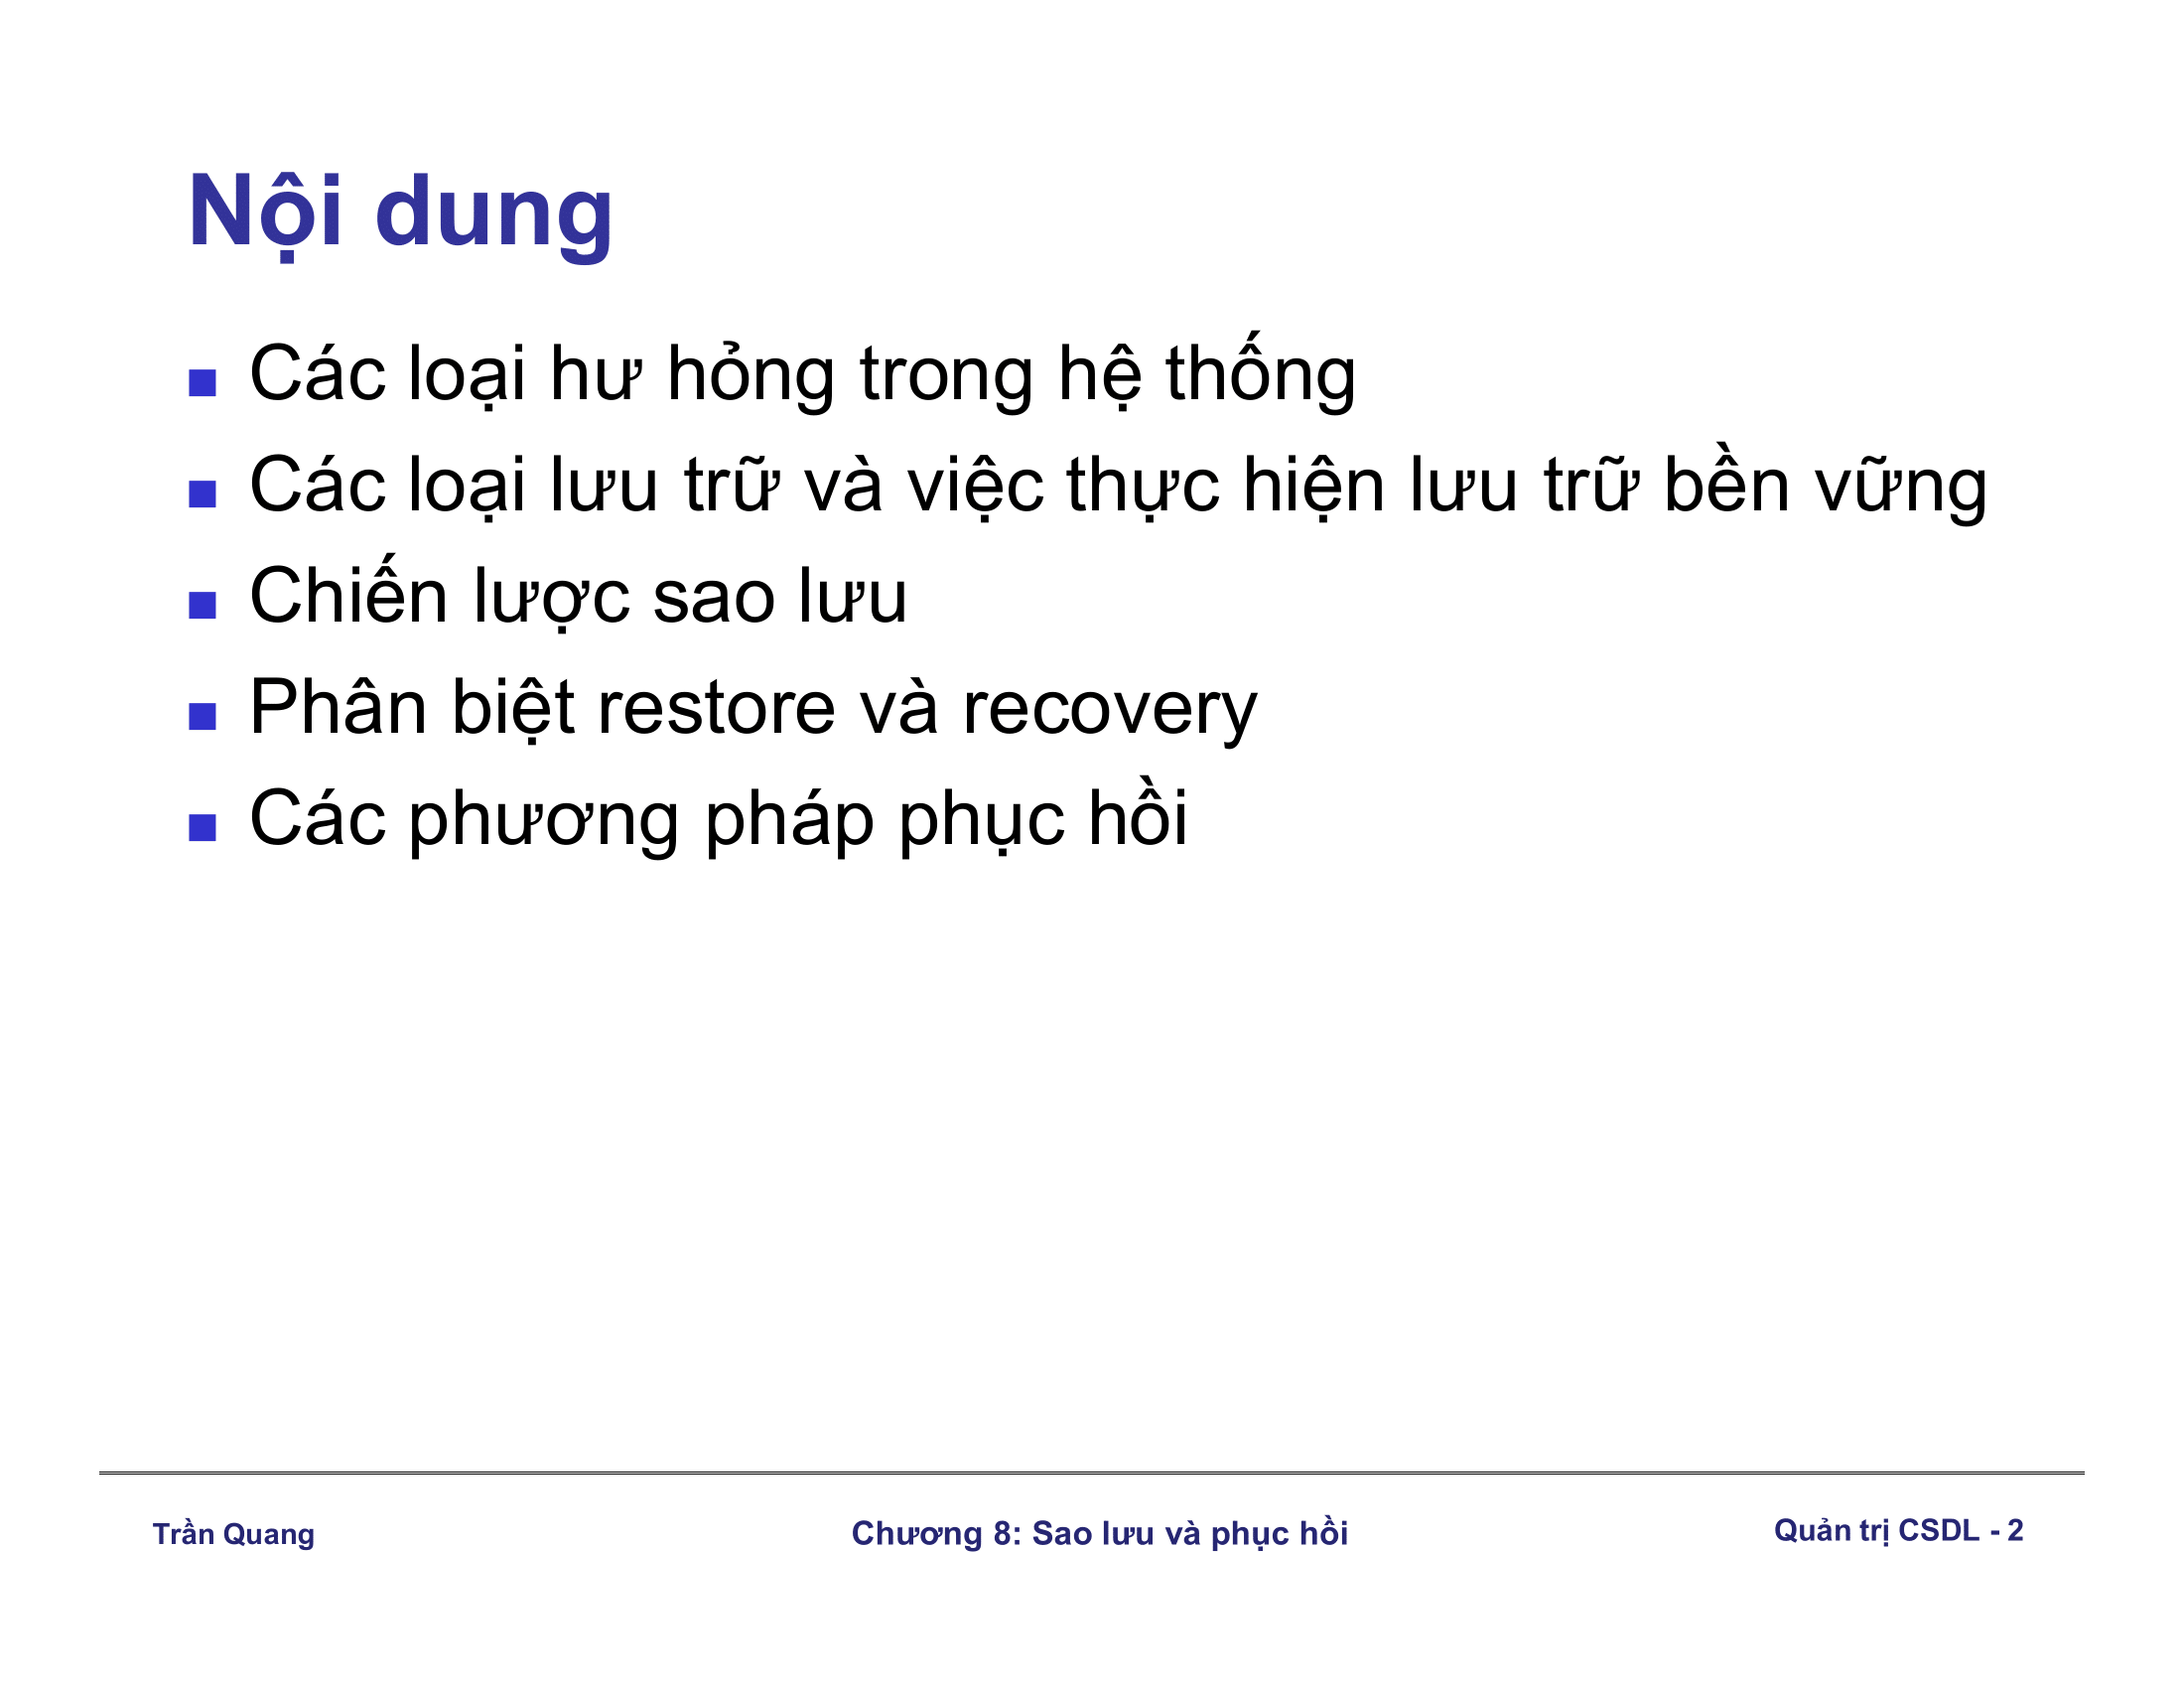 Nội dung
Các loại hư hỏng trong hệ thống
Các loại lưu trữ và việc thực hiện lưu trữ bền vững
Chiến lược sao lưu
Phân biệt restore và recovery
Các phương pháp phục hồi
Trần Quang
Chương 8: Sao lưu và phục hồi
Quản trị CSDL - 2